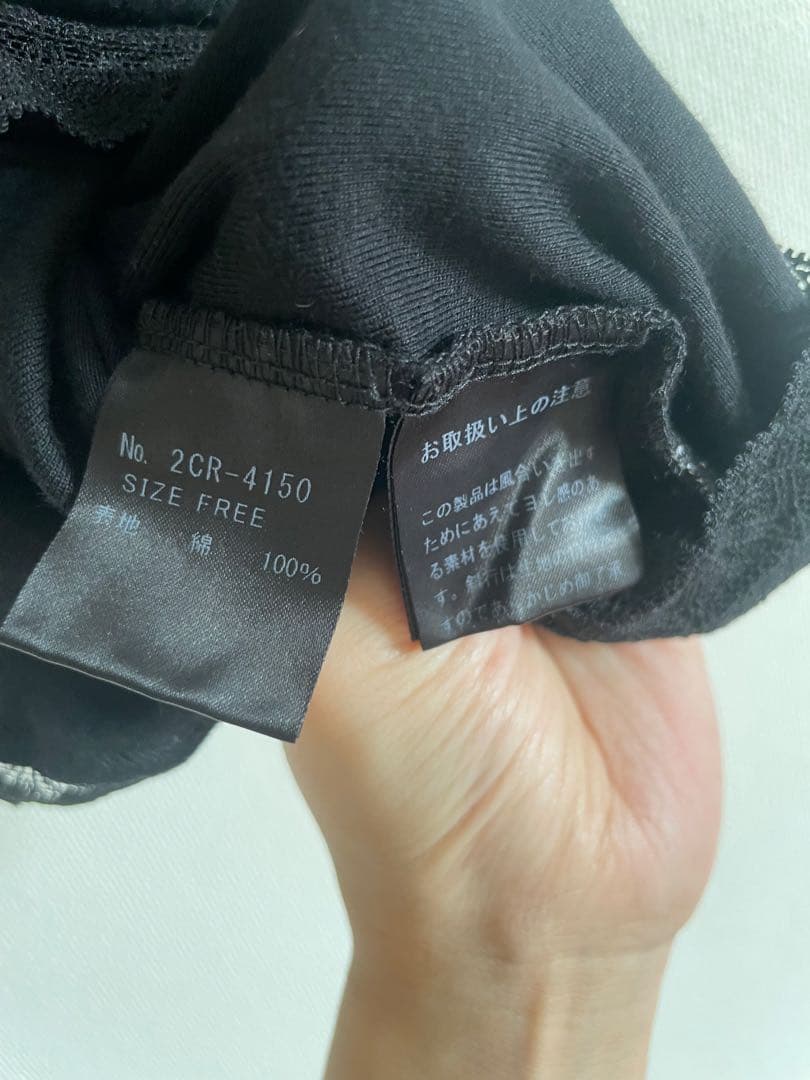 No. 2CR-4150
SIZE FREE
表地 綿 100%
お取扱い上の注意
この製品は風合いを出す
ためにあえてヨレ感のあ
る素材を使用して
す。